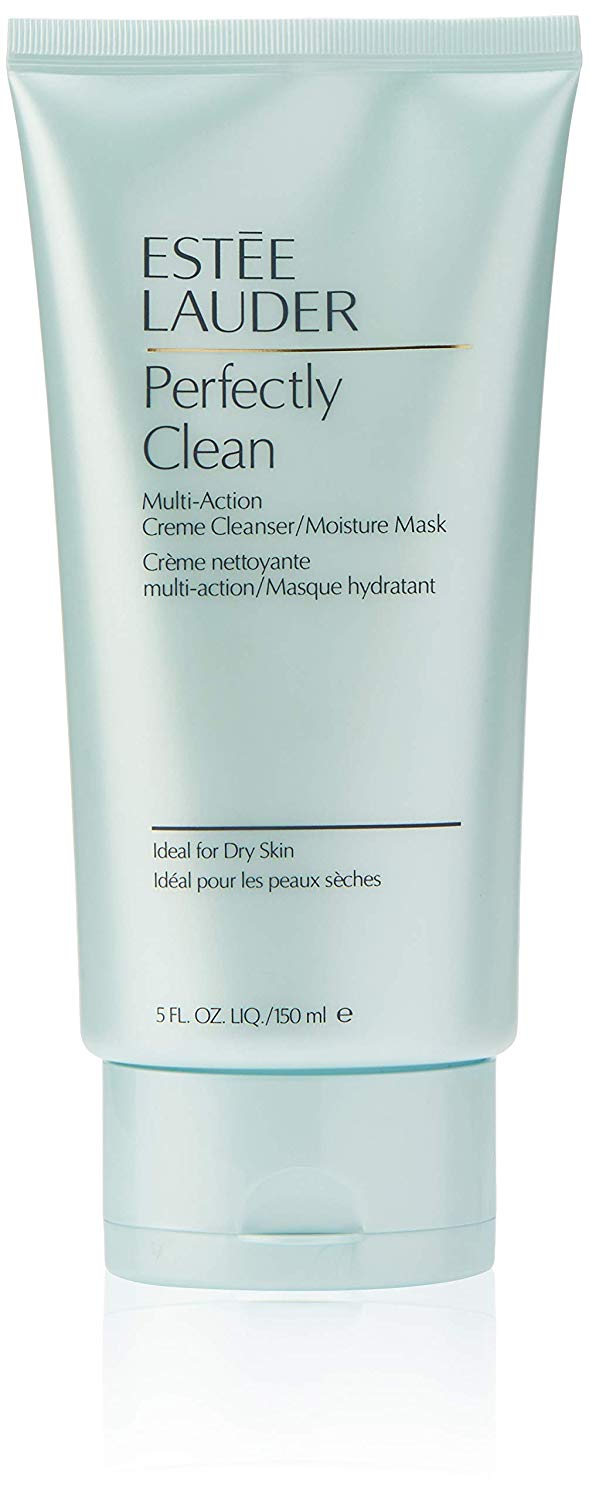 ESTĒE
LAUDER
Perfectly
Clean
Multi-Action
Creme Cleanser/Moisture Mask
Crème nettoyante
multi-action/Masque hydratant
Ideal for Dry Skin
Idéal pour les peaux sèches
5 FL. OZ. LIQ./150 ml ℮